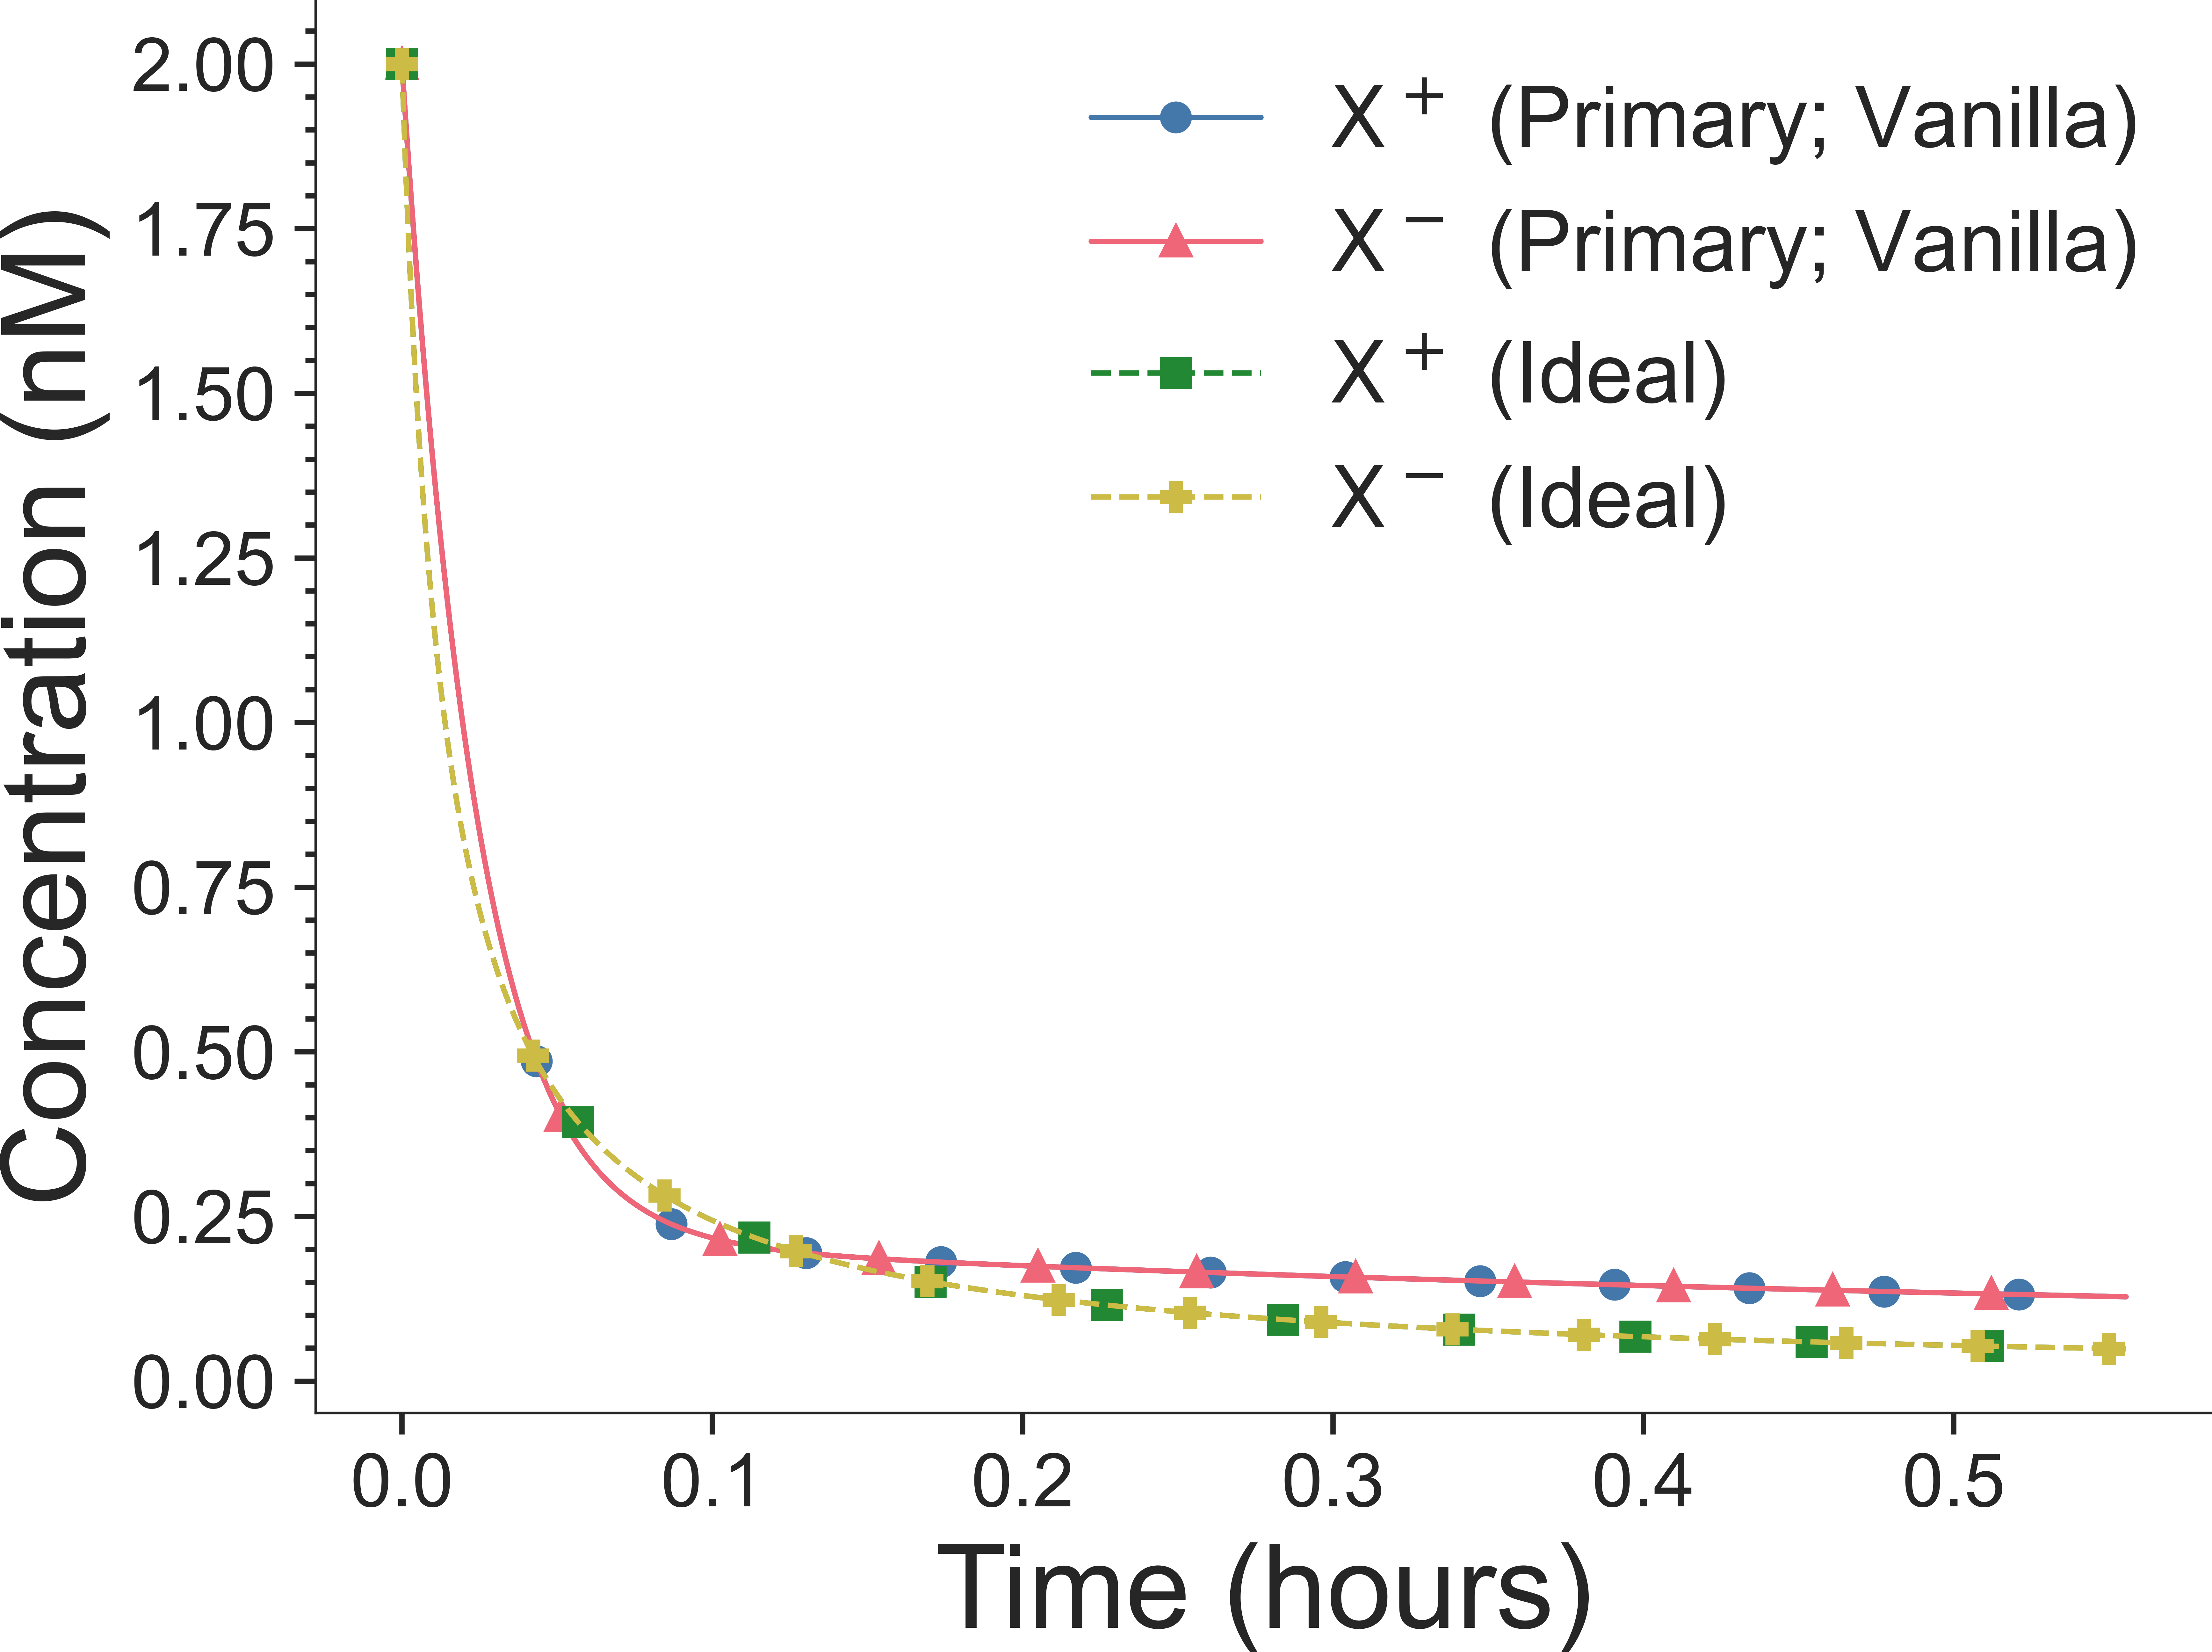 Concentration (nM)
2.00
1.75
1.50
1.25
1.00
0.75
0.50
0.25
0.00
X⁺ (Primary; Vanilla)
X⁻ (Primary; Vanilla)
X⁺ (Ideal)
X⁻ (Ideal)
0.0 0.1 0.2 0.3 0.4 0.5
Time (hours)